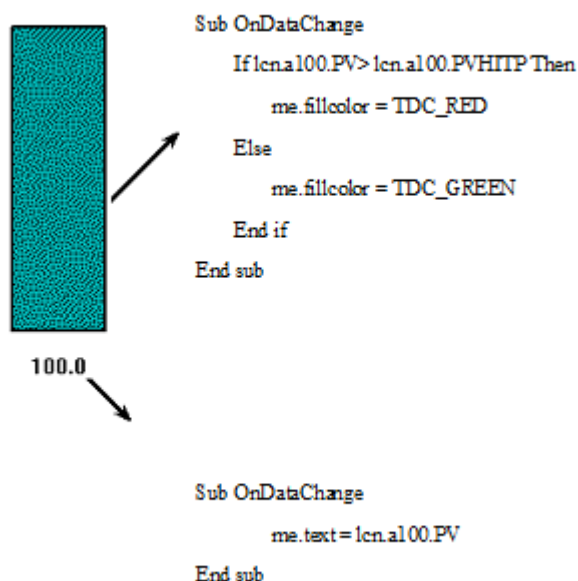 Sub OnDataChange
If lcn.a100.PV> lcn.a100.PVHITP Then
me.fillcolor = TDC_RED
Else
me.fillcolor = TDC_GREEN
End if
End sub
100.0
Sub OnDataChange
me.text = lcn.a100.PV
End sub